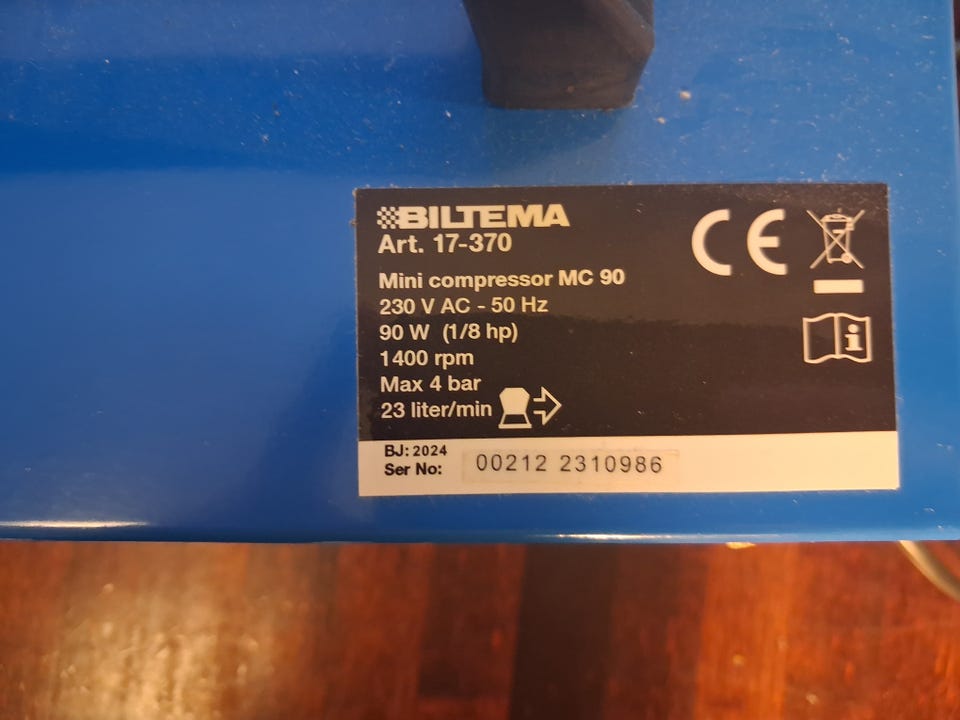 BILTEMA
Art. 17-370
Mini compressor MC 90
230 V AC - 50 Hz
90 W (1/8 hp)
1400 rpm
Max 4 bar
23 liter/min
CE
BJ: 2024
Ser No: 00212 2310986